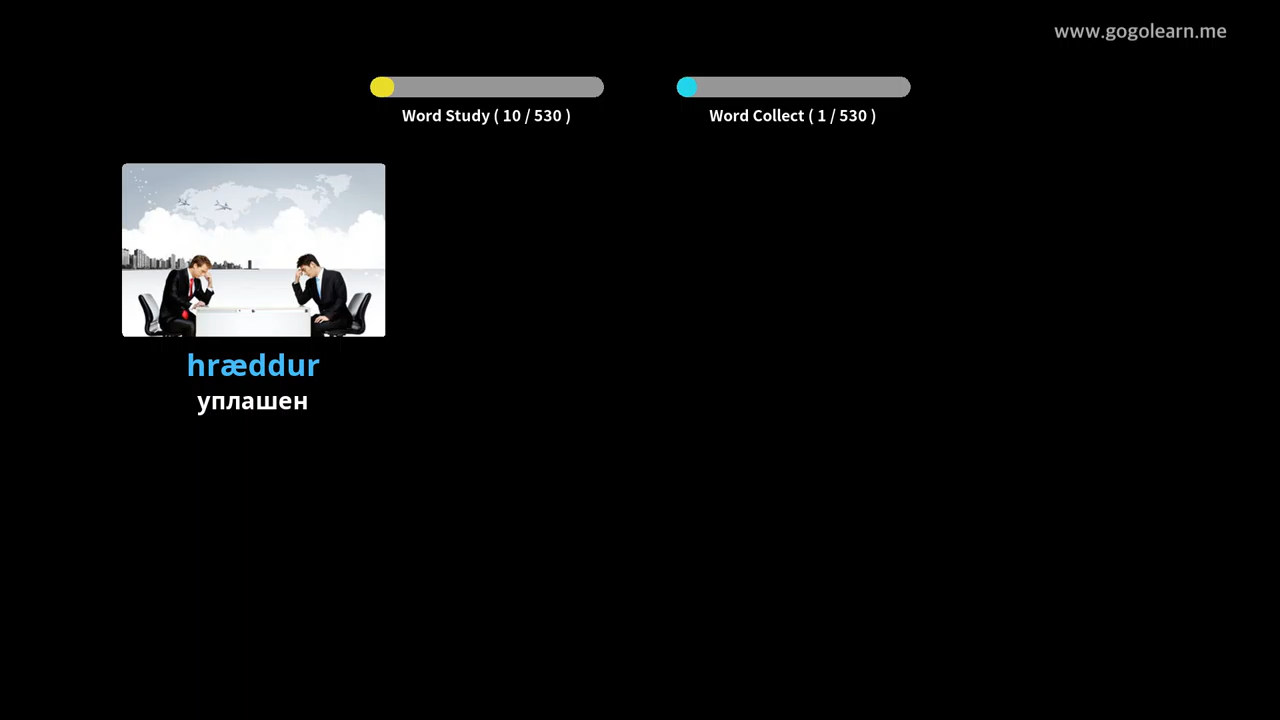 www.gogolearn.me
Word Study ( 10 / 530 )
Word Collect ( 1 / 530 )
hræddur
уплашен